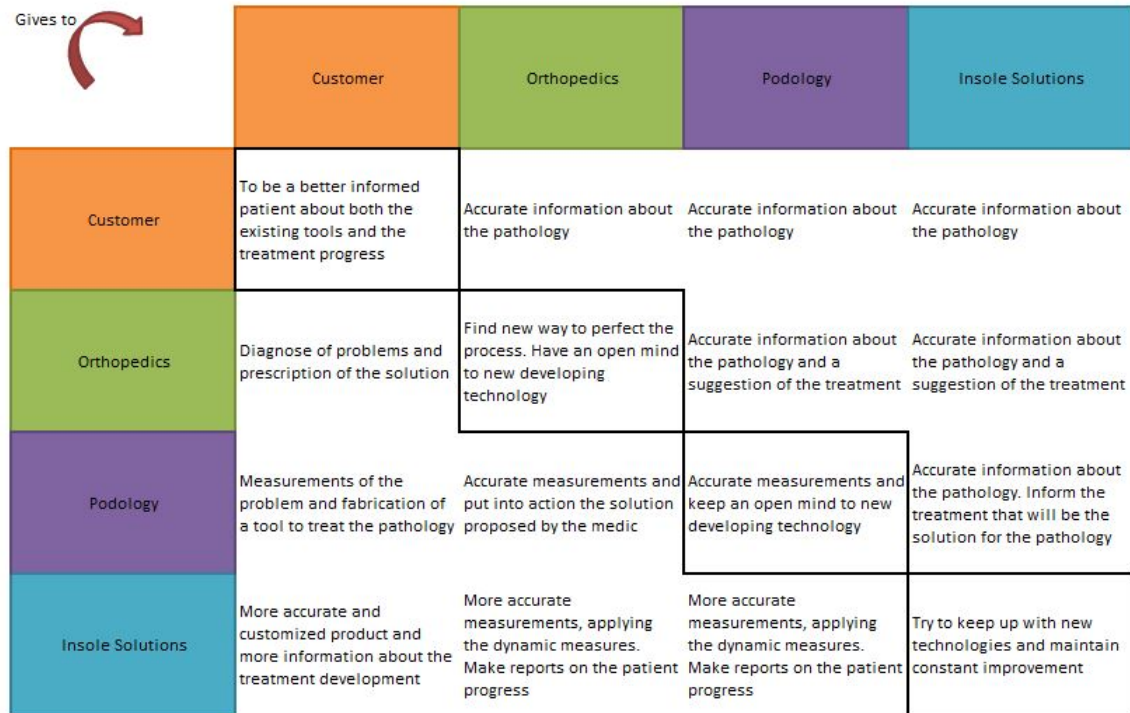 Gives to
Customer
Orthopedics
Podology
Insole Solutions
Customer
To be a better informed
patient about both the
existing tools and the
treatment progress
Accurate information about
the pathology
Accurate information about
the pathology
Accurate information about
the pathology
Orthopedics
Diagnose of problems and
prescription of the solution
Find new way to perfect the
process. Have an open mind
to new developing
technology
Accurate information about
the pathology and a
suggestion of the treatment
Accurate information about
the pathology and a
suggestion of the treatment
Podology
Measurements of the
problem and fabrication of
a tool to treat the pathology
Accurate measurements and
put into action the solution
proposed by the medic
Accurate measurements and
keep an open mind to new
developing technology
Accurate information about
the pathology. Inform the
treatment that will be the
solution for the pathology
Insole Solutions
More accurate and
customized product and
more information about the
treatment development
More accurate
measurements, applying
the dynamic measures.
Make reports on the patient
progress
More accurate
measurements, applying
the dynamic measures.
Make reports on the patient
progress
Try to keep up with new
technologies and maintain
constant improvement